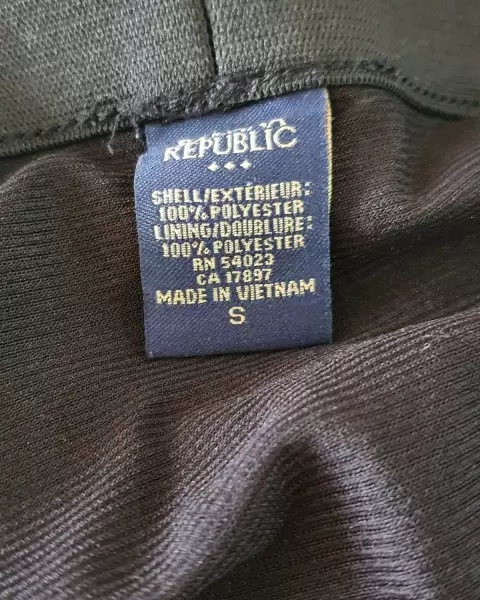 REPUBLIC
SHELL/EXTÉRIEUR:
100% POLYESTER
LINING/DOUBLURE:
100% POLYESTER
RN 54023
CA 17897
MADE IN VIETNAM
S